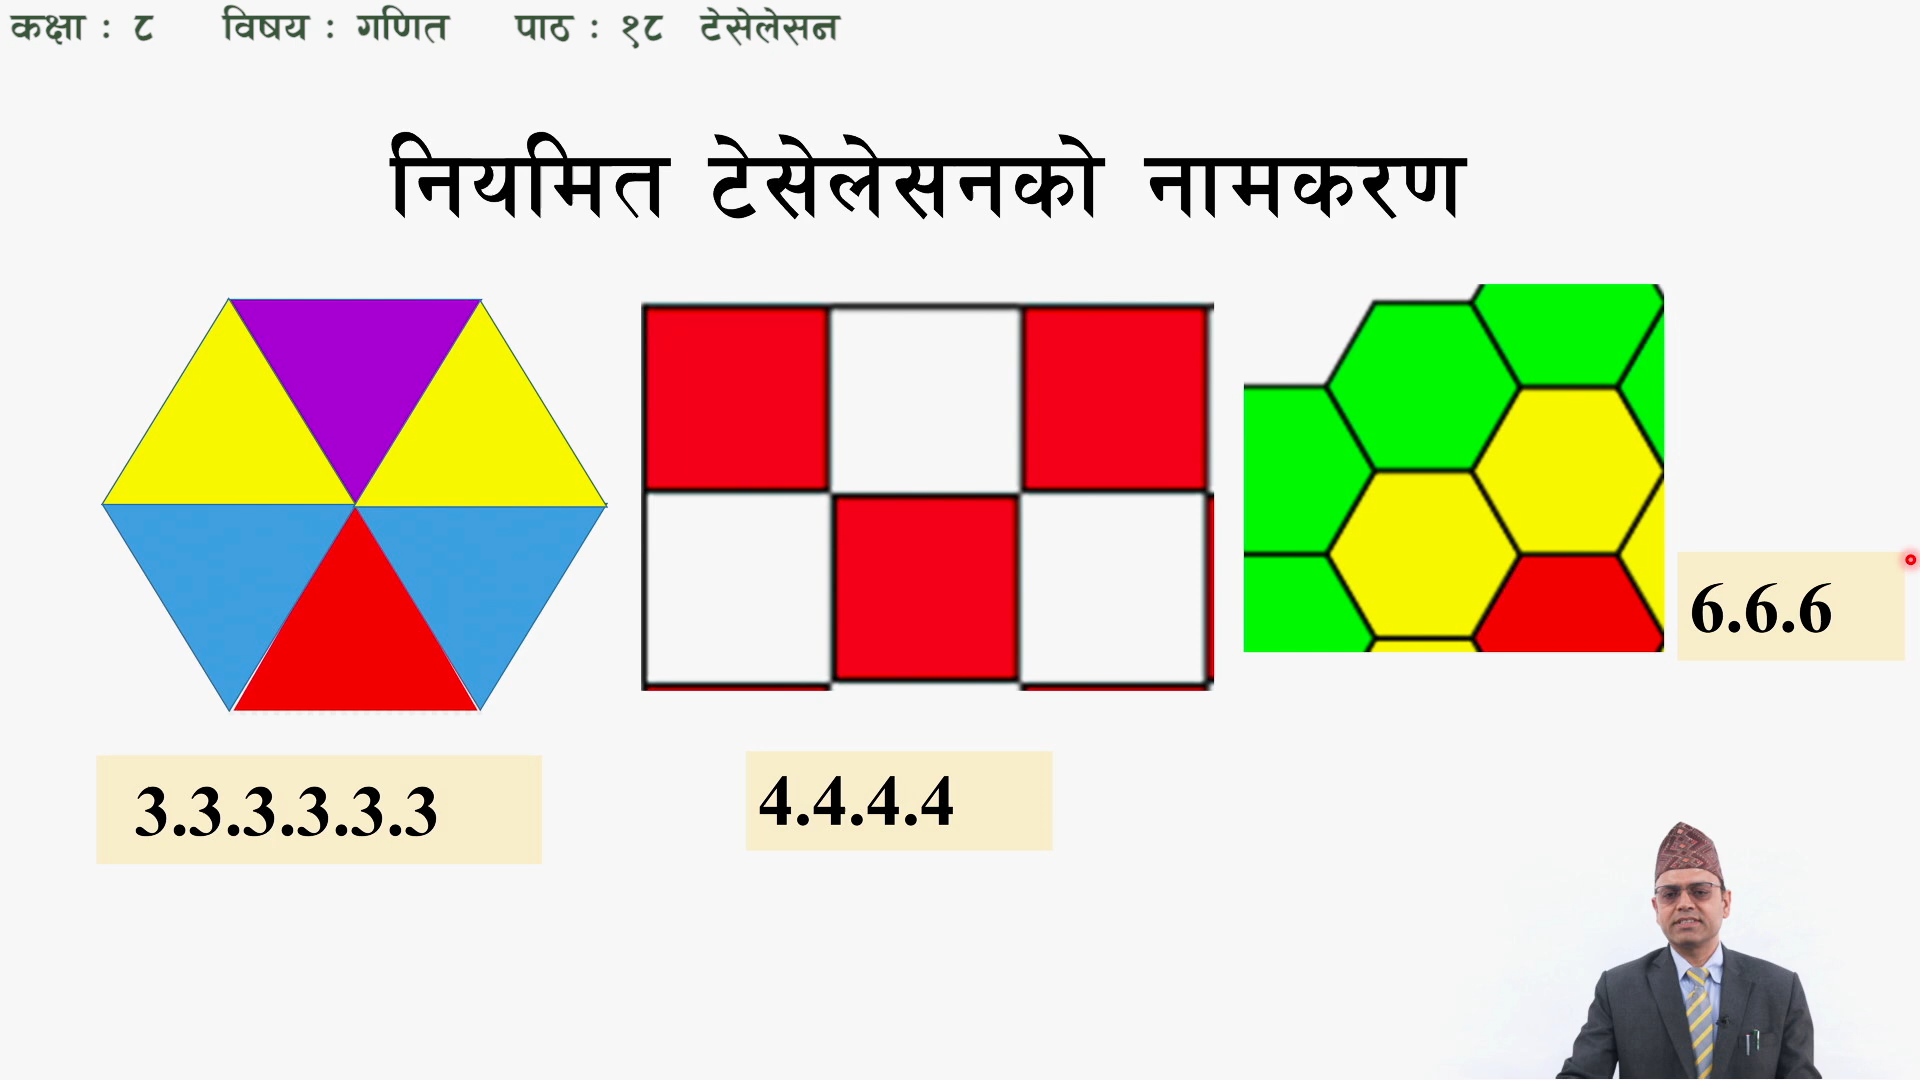 कक्षा : ८ विषय : गणित पाठ : १८ टेसेलेसन
नियमित टेसेलेसनको नामकरण
6.6.6
3.3.3.3.3.3
4.4.4.4